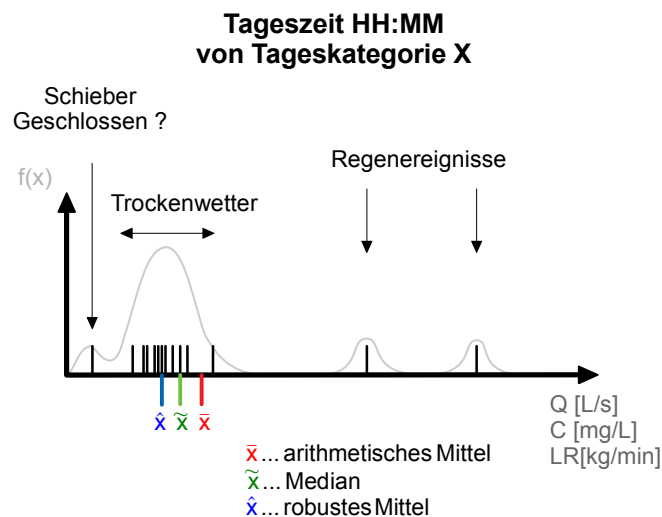 Tageszeit HH:MM
von Tageskategorie X
Schieber
Geschlossen ?
Regenereignisse
f(x)
Trockenwetter
x̂ x̃ x̄
Q [L/s]
C [mg/L]
LR[kg/min]
x̄ ... arithmetisches Mittel
x̃ ... Median
x̂ ... robustes Mittel